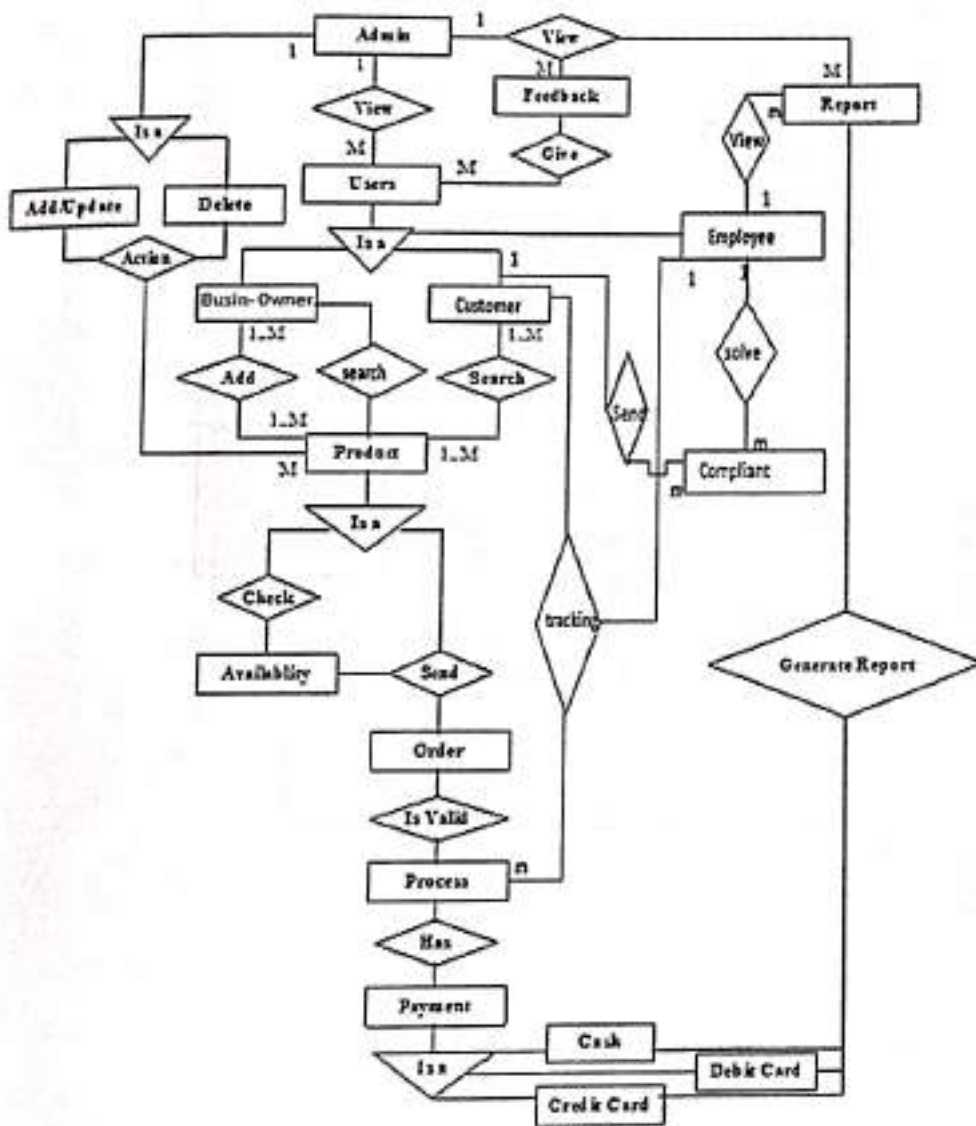 Admin
1
1
1
View
M
Feedback
M
Report
View
M
Give
m
View
Is a
Users
M
1
Add/Update
Delete
Action
Is a
Employee
1
1
1
Busin-Owner
Customer
1..M
1..M
Add
search
Search
Send
solve
1..M
1..M
M
Product
m
Compliant
m
Is a
Check
tracking
Availablity
Send
Generate Report
Order
Is Valid
Process
m
Has
Payment
Cash
Is a
Debit Card
Credit Card